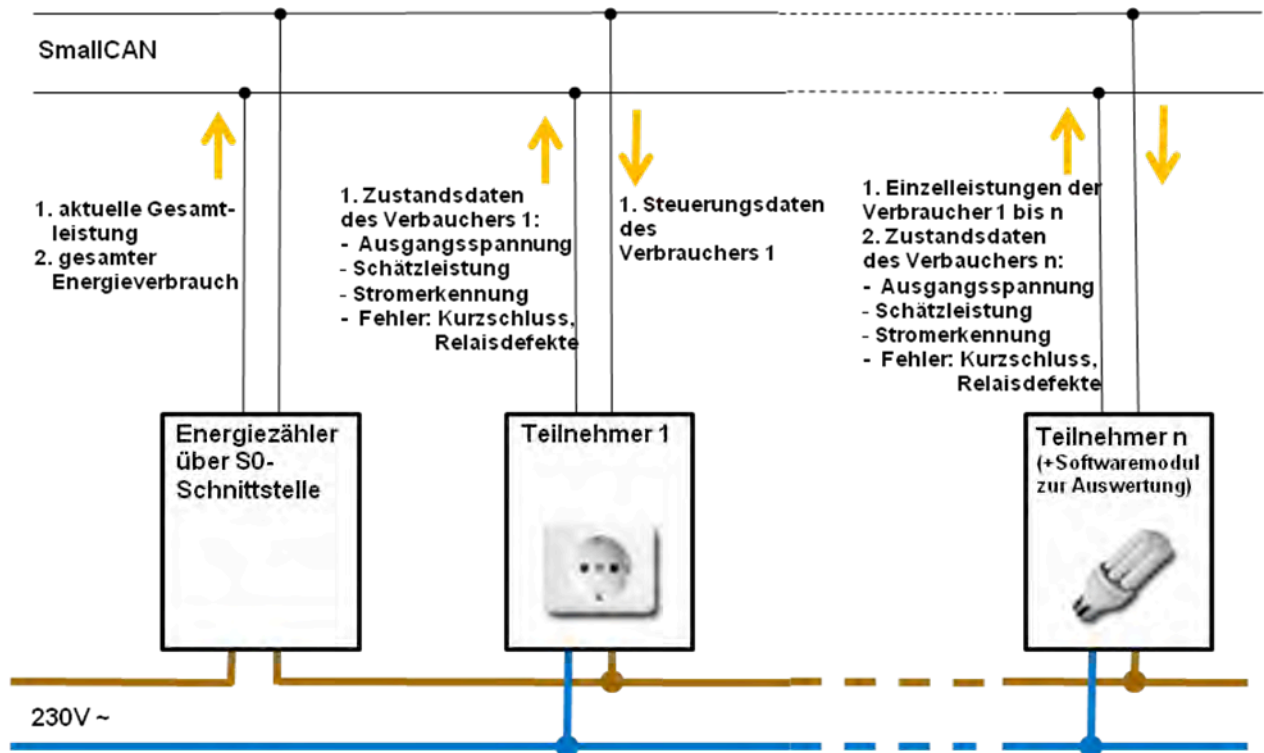 SmallCAN
1. aktuelle Gesamt-
leistung
2. gesamter
Energieverbrauch
1. Zustandsdaten
des Verbauchers 1:
- Ausgangsspannung
- Schätzleistung
- Stromerkennung
- Fehler: Kurzschluss,
Relaisdefekte
1. Steuerungsdaten
des
Verbrauchers 1
1. Einzelleistungen der
Verbraucher 1 bis n
2. Zustandsdaten
des Verbauchers n:
- Ausgangsspannung
- Schätzleistung
- Stromerkennung
- Fehler: Kurzschluss,
Relaisdefekte
Energiezähler
über S0-
Schnittstelle
Teilnehmer 1
Teilnehmer n
(+Softwaremodul
zur Auswertung)
230V ~